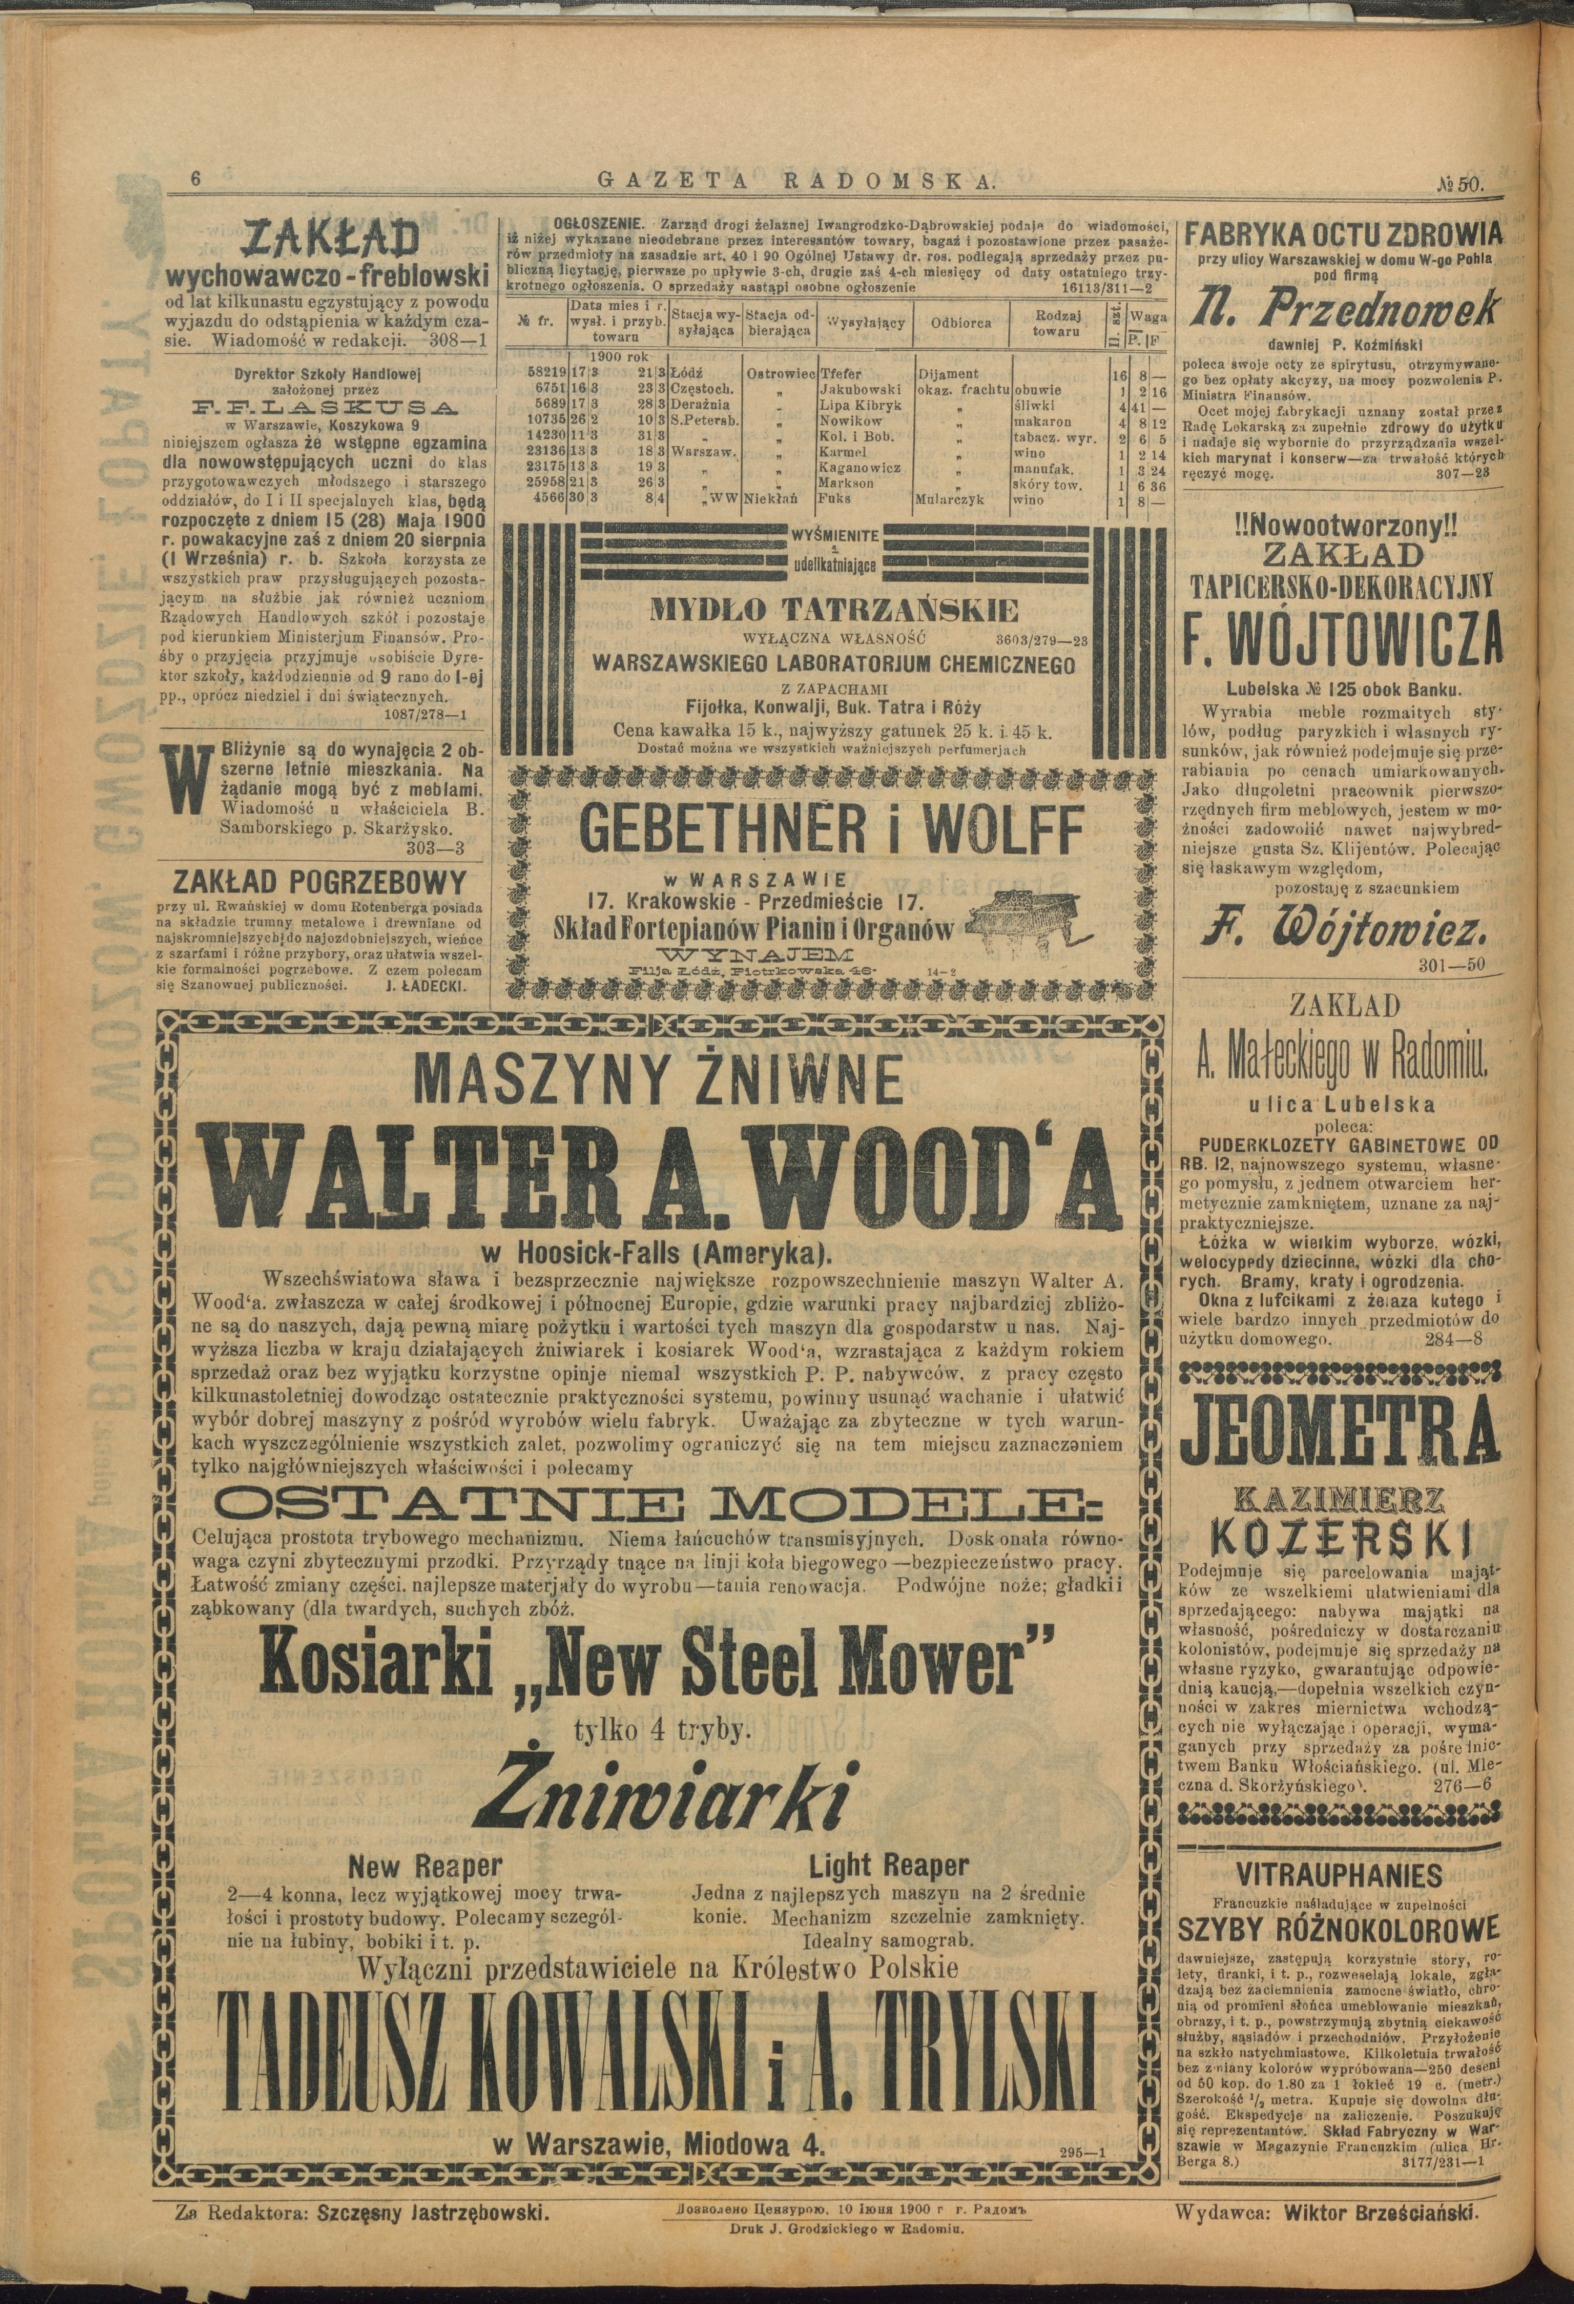 6
GAZETA RADOMSKA.
№ 50.
ZAKŁAD
wychowawczo-freblowski
od lat kilkunastu egzystujący z powodu
wyjazdu do odstąpienia w każdym cza-
sie. Wiadomość w redakcji. 308—1
Dyrektor Szkoły Handlowej
założonej przez
F. F. LASKUSA
w Warszawie, Koszykowa 9
niniejszem ogłasza że wstępne egzamina
dla nowowstępujących uczni do klas
przygotowawczych młodszego i starszego
oddziałów, do I i II specjalnych klas, będą
rozpoczęte z dniem 15 (28) Maja 1900
r. powakacyjne zaś z dniem 20 sierpnia
(I Września) r. b. Szkoła korzysta ze
wszystkich praw przysługujących pozosta-
jącym na służbie jak również uczniom
Rządowych Handlowych szkół i pozostaje
pod kierunkiem Ministerjum Finansów. Pro-
śby o przyjęcia przyjmuje osobiście Dyre-
ktor szkoły, każdodziennie od 9 rano do I-ej
pp., oprócz niedziel i dni świątecznych.
1087/278—1
W Bliżynie są do wynajęcia 2 ob-
szerne letnie mieszkania. Na
żądanie mogą być z meblami.
Wiadomość u właściciela B.
Samborskiego p. Skarżysko.
303—3
ZAKŁAD POGRZEBOWY
przy ul. Rwańskiej w domu Rotenberga posiada
na składzie trumny metalowe i drewniane od
najskromniejszych do najozdobniejszych, wieńce
z szarfami i różne przybory, oraz ułatwia wszel-
kie formalności pogrzebowe. Z czem polecam
się Szanownej publiczności. J. ŁADECKI.
OGŁOSZENIE. Zarząd drogi żelaznej Iwangrodzko-Dąbrowskiej podaje do wiadomości,
iż niżej wykazane nieodebrane przez interesantów towary, bagaż i pozostawione przez pasaże-
rów przedmioty na zasadzie art. 40 i 90 Ogólnej Ustawy dr. ros. podlegają sprzedaży przez pu-
bliczną licytację, pierwsze po upływie 3-ch, drugie zaś 4-ch miesięcy od daty ostatniego trzy-
krotnego ogłoszenia. O sprzedaży nastąpi osobne ogłoszenie 16113/311—2
№ fr. Data mies i r. wysł. i przyb. towaru Stacja wy-syłająca Stacja od-bierająca Wysyłający Odbiorca Rodzaj towaru Il. szt. Waga P. F
1900 rok
58219 17 3 21 3 Łódź Ostrowiec Tfefer Dijament 16 8 —
6751 16 3 23 3 Częstoch. „ Jakubowski okaz. frachtu obuwie 1 2 16
5689 17 3 28 3 Deraźnia „ Lipa Kibryk „ śliwki 4 41 —
10735 26 2 10 3 S.Petersb. „ Nowikow „ makaron 4 8 12
14230 11 3 31 3 „ „ Kol. i Bob. „ tabacz. wyr. 2 6 5
23136 13 3 18 3 Warszaw. „ Karmel „ wino 1 2 14
23175 13 3 19 3 „ „ Kaganowicz „ manufak. 1 3 24
25958 21 3 26 3 „ „ Markson „ skóry tow. 1 6 36
4566 30 3 8 4 „ WW Niekłań Fuks Mularczyk wino 1 8 —
WYŚMIENITE
i
udelikatniające
MYDŁO TATRZAŃSKIE
WYŁĄCZNA WŁASNOŚĆ 3603/279—23
WARSZAWSKIEGO LABORATORJUM CHEMICZNEGO
Z ZAPACHAMI
Fijołka, Konwalji, Buk. Tatra i Róży
Cena kawałka 15 k., najwyższy gatunek 25 k. i 45 k.
Dostać można we wszystkich ważniejszych perfumerjach
GEBETHNER i WOLFF
w WARSZAWIE
17. Krakowskie - Przedmieście 17.
Skład Fortepianów Pianin i Organów
WYNAJEM
Filja Łódź, Piotrkowska 46. 14—2
MASZYNY ŻNIWNE
WALTER A. WOOD‘A
w Hoosick-Falls (Ameryka).
Wszechświatowa sława i bezsprzecznie największe rozpowszechnienie maszyn Walter A.
Wood‘a. zwłaszcza w całej środkowej i północnej Europie, gdzie warunki pracy najbardziej zbliżo-
ne są do naszych, dają pewną miarę pożytku i wartości tych maszyn dla gospodarstw u nas. Naj-
wyższa liczba w kraju działających żniwiarek i kosiarek Wood‘a, wzrastająca z każdym rokiem
sprzedaż oraz bez wyjątku korzystne opinje niemal wszystkich P. P. nabywców, z pracy często
kilkunastoletniej dowodząc ostatecznie praktyczności systemu, powinny usunąć wachanie i ułatwić
wybór dobrej maszyny z pośród wyrobów wielu fabryk. Uważając za zbyteczne w tych warun-
kach wyszczególnienie wszystkich zalet, pozwolimy ograniczyć się na tem miejscu zaznaczeniem
tylko najgłówniejszych właściwości i polecamy
OSTATNIE MODELE:
Celująca prostota trybowego mechanizmu. Niema łańcuchów transmisyjnych. Doskonała równo-
waga czyni zbytecznymi przodki. Przyrządy tnące na linji koła biegowego—bezpieczeństwo pracy.
Łatwość zmiany części. najlepsze materjały do wyrobu—tania renowacja. Podwójne noże; gładki i
ząbkowany (dla twardych, suchych zbóż.
Kosiarki „New Steel Mower”
tylko 4 tryby.
Żniwiarki
New Reaper
2—4 konna, lecz wyjątkowej mocy trwa-
łości i prostoty budowy. Polecamy sczegól-
nie na łubiny, bobiki i t. p.
Light Reaper
Jedna z najlepszych maszyn na 2 średnie
konie. Mechanizm szczelnie zamknięty.
Idealny samograb.
Wyłączni przedstawiciele na Królestwo Polskie
TADEUSZ KOWALSKI i A. TRYLSKI
w Warszawie, Miodowa 4.
295—1
FABRYKA OCTU ZDROWIA
przy ulicy Warszawskiej w domu W-go Pohla
pod firmą
N. Przednowek
dawniej P. Koźmiński
poleca swoje octy ze spirytusu, otrzymywane-
go bez opłaty akcyzy, na mocy pozwolenia P.
Ministra Finansów.
Ocet mojej fabrykacji uznany został przez
Radę Lekarską za zupełnie zdrowy do użytku
i nadaje się wybornie do przyrządzania wszel-
kich marynat i konserw—za trwałość których
ręczyć mogę. 307—23
!!Nowootworzony!!
ZAKŁAD
TAPICERSKO-DEKORACYJNY
F. WÓJTOWICZA
Lubelska № 125 obok Banku.
Wyrabia meble rozmaitych sty-
lów, podług paryzkich i własnych ry-
sunków, jak również podejmuje się prze-
rabiania po cenach umiarkowanych.
Jako długoletni pracownik pierwszo-
rzędnych firm meblowych, jestem w mo-
żności zadowolić nawet najwybred-
niejsze gusta Sz. Klijentów. Polecając
się łaskawym względom,
pozostaję z szacunkiem
F. Wójtowicz.
301—50
ZAKŁAD
A. Małeckiego w Radomiu.
ulica Lubelska
poleca:
PUDERKLOZETY GABINETOWE OD
RB. 12, najnowszego systemu, własne-
go pomysłu, z jednem otwarciem her-
metycznie zamkniętem, uznane za naj-
praktyczniejsze.
Łóżka w wielkim wyborze, wózki,
welocypedy dziecinne, wózki dla cho-
rych. Bramy, kraty i ogrodzenia.
Okna z lufcikami z żelaza kutego i
wiele bardzo innych przedmiotów do
użytku domowego. 284—8
JEOMETRA
KAZIMIERZ
KOZERSKI
Podejmuje się parcelowania mająt-
ków ze wszelkiemi ułatwieniami dla
sprzedającego: nabywa majątki na
własność, pośredniczy w dostarczaniu
kolonistów, podejmuje się sprzedaży na
własne ryzyko, gwarantując odpowie-
dnią kaucją,—dopełnia wszelkich czyn-
ności w zakres miernictwa wchodzą-
cych nie wyłączając i operacji, wyma-
ganych przy sprzedaży za pośrednic-
twem Banku Włościańskiego. (ul. Mle-
czna d. Skorżyńskiego). 276—6
VITRAUPHANIES
Francuzkie naśladujące w zupełności
SZYBY RÓŻNOKOLOROWE
dawniejsze, zastępują korzystnie story, ro-
lety, firanki, i t. p., rozweselają lokale, zgła-
dzają bez zaciemnienia zamocne światło, chro-
nią od promieni słońca umeblowanie mieszkań,
obrazy, i t. p., powstrzymują zbytnią ciekawość
służby, sąsiadów i przechodniów. Przyłożenie
na szkło natychmiastowe. Kilkoletnia trwałość
bez zmiany kolorów wypróbowana—250 deseni
od 50 kop. do 1.80 za 1 łokieć 19 c. (metr.)
Szerokość ½ metra. Kupuje się dowolna dłu-
gość. Ekspedycje na zaliczenie. Poszukuję
się reprezentantów. Skład Fabryczny w War-
szawie w Magazynie Francuzkim (ulica Hr.
Berga 8.) 3177/231—1
Za Redaktora: Szczęsny Jastrzębowski.
Дозволено Цензурою, 10 Іюня 1900 г г. Радомъ
Druk J. Grodzickiego w Radomiu.
Wydawca: Wiktor Brześciański.